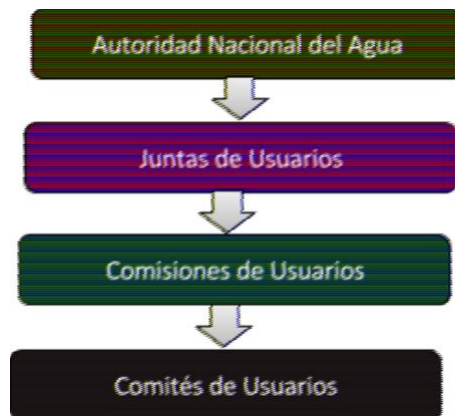 Autoridad Nacional del Agua
Juntas de Usuarios
Comisiones de Usuarios
Comités de Usuarios